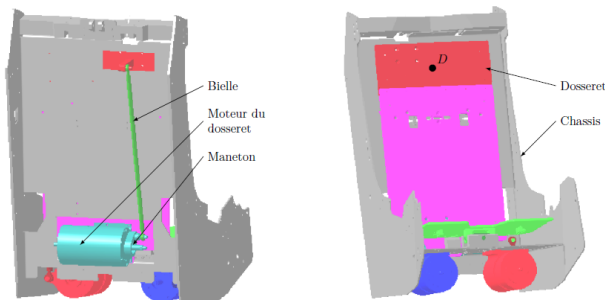 Bielle
Moteur du
dosseret
Maneton
D
Dosseret
Chassis